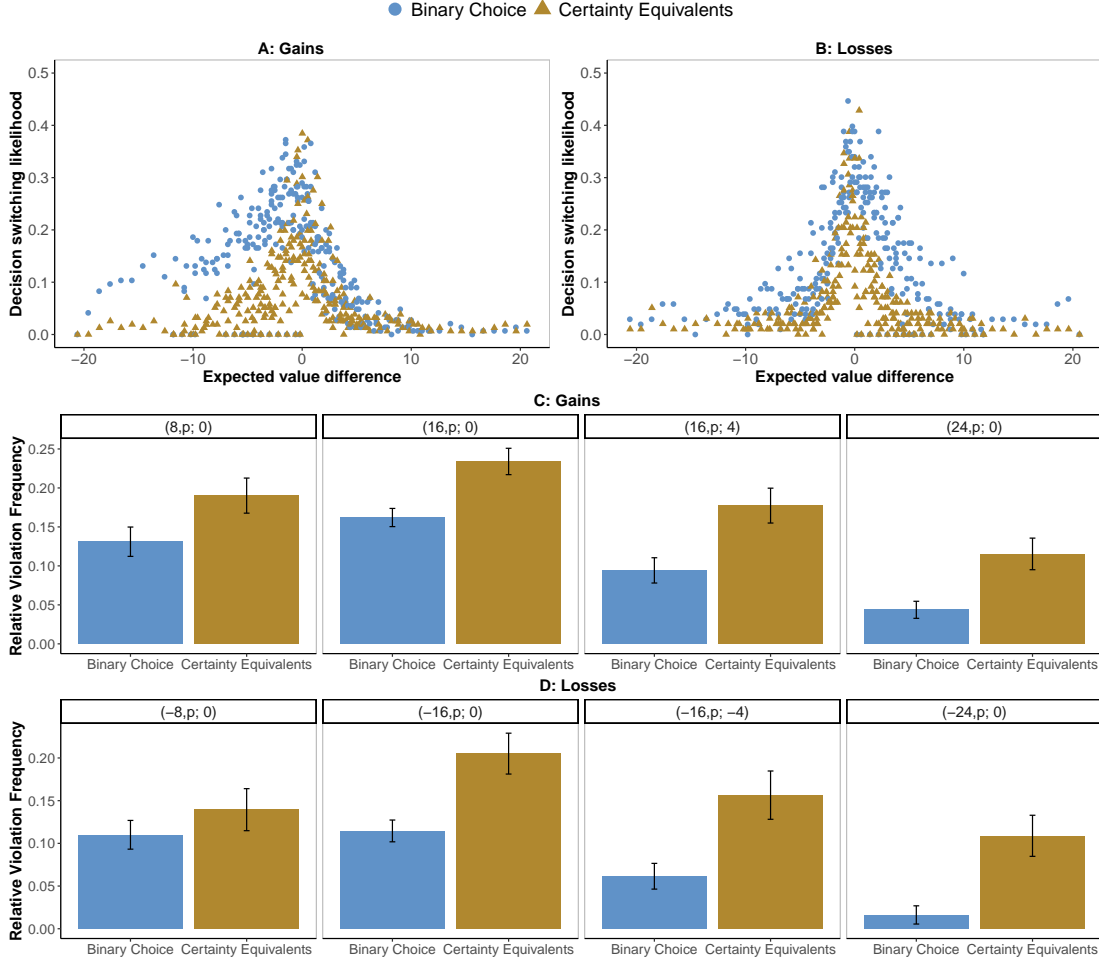 Binary Choice Certainty Equivalents
A: Gains
B: Losses
Decision switching likelihood
0.5
0.4
0.3
0.2
0.1
0.0
−20 −10 0 10 20
Expected value difference
Decision switching likelihood
0.5
0.4
0.3
0.2
0.1
0.0
−20 −10 0 10 20
Expected value difference
C: Gains
(8,p; 0) (16,p; 0) (16,p; 4) (24,p; 0)
Relative Violation Frequency
0.25
0.20
0.15
0.10
0.05
0.00
Binary Choice Certainty Equivalents Binary Choice Certainty Equivalents Binary Choice Certainty Equivalents Binary Choice Certainty Equivalents
D: Losses
(−8,p; 0) (−16,p; 0) (−16,p; −4) (−24,p; 0)
Relative Violation Frequency
0.20
0.15
0.10
0.05
0.00
Binary Choice Certainty Equivalents Binary Choice Certainty Equivalents Binary Choice Certainty Equivalents Binary Choice Certainty Equivalents